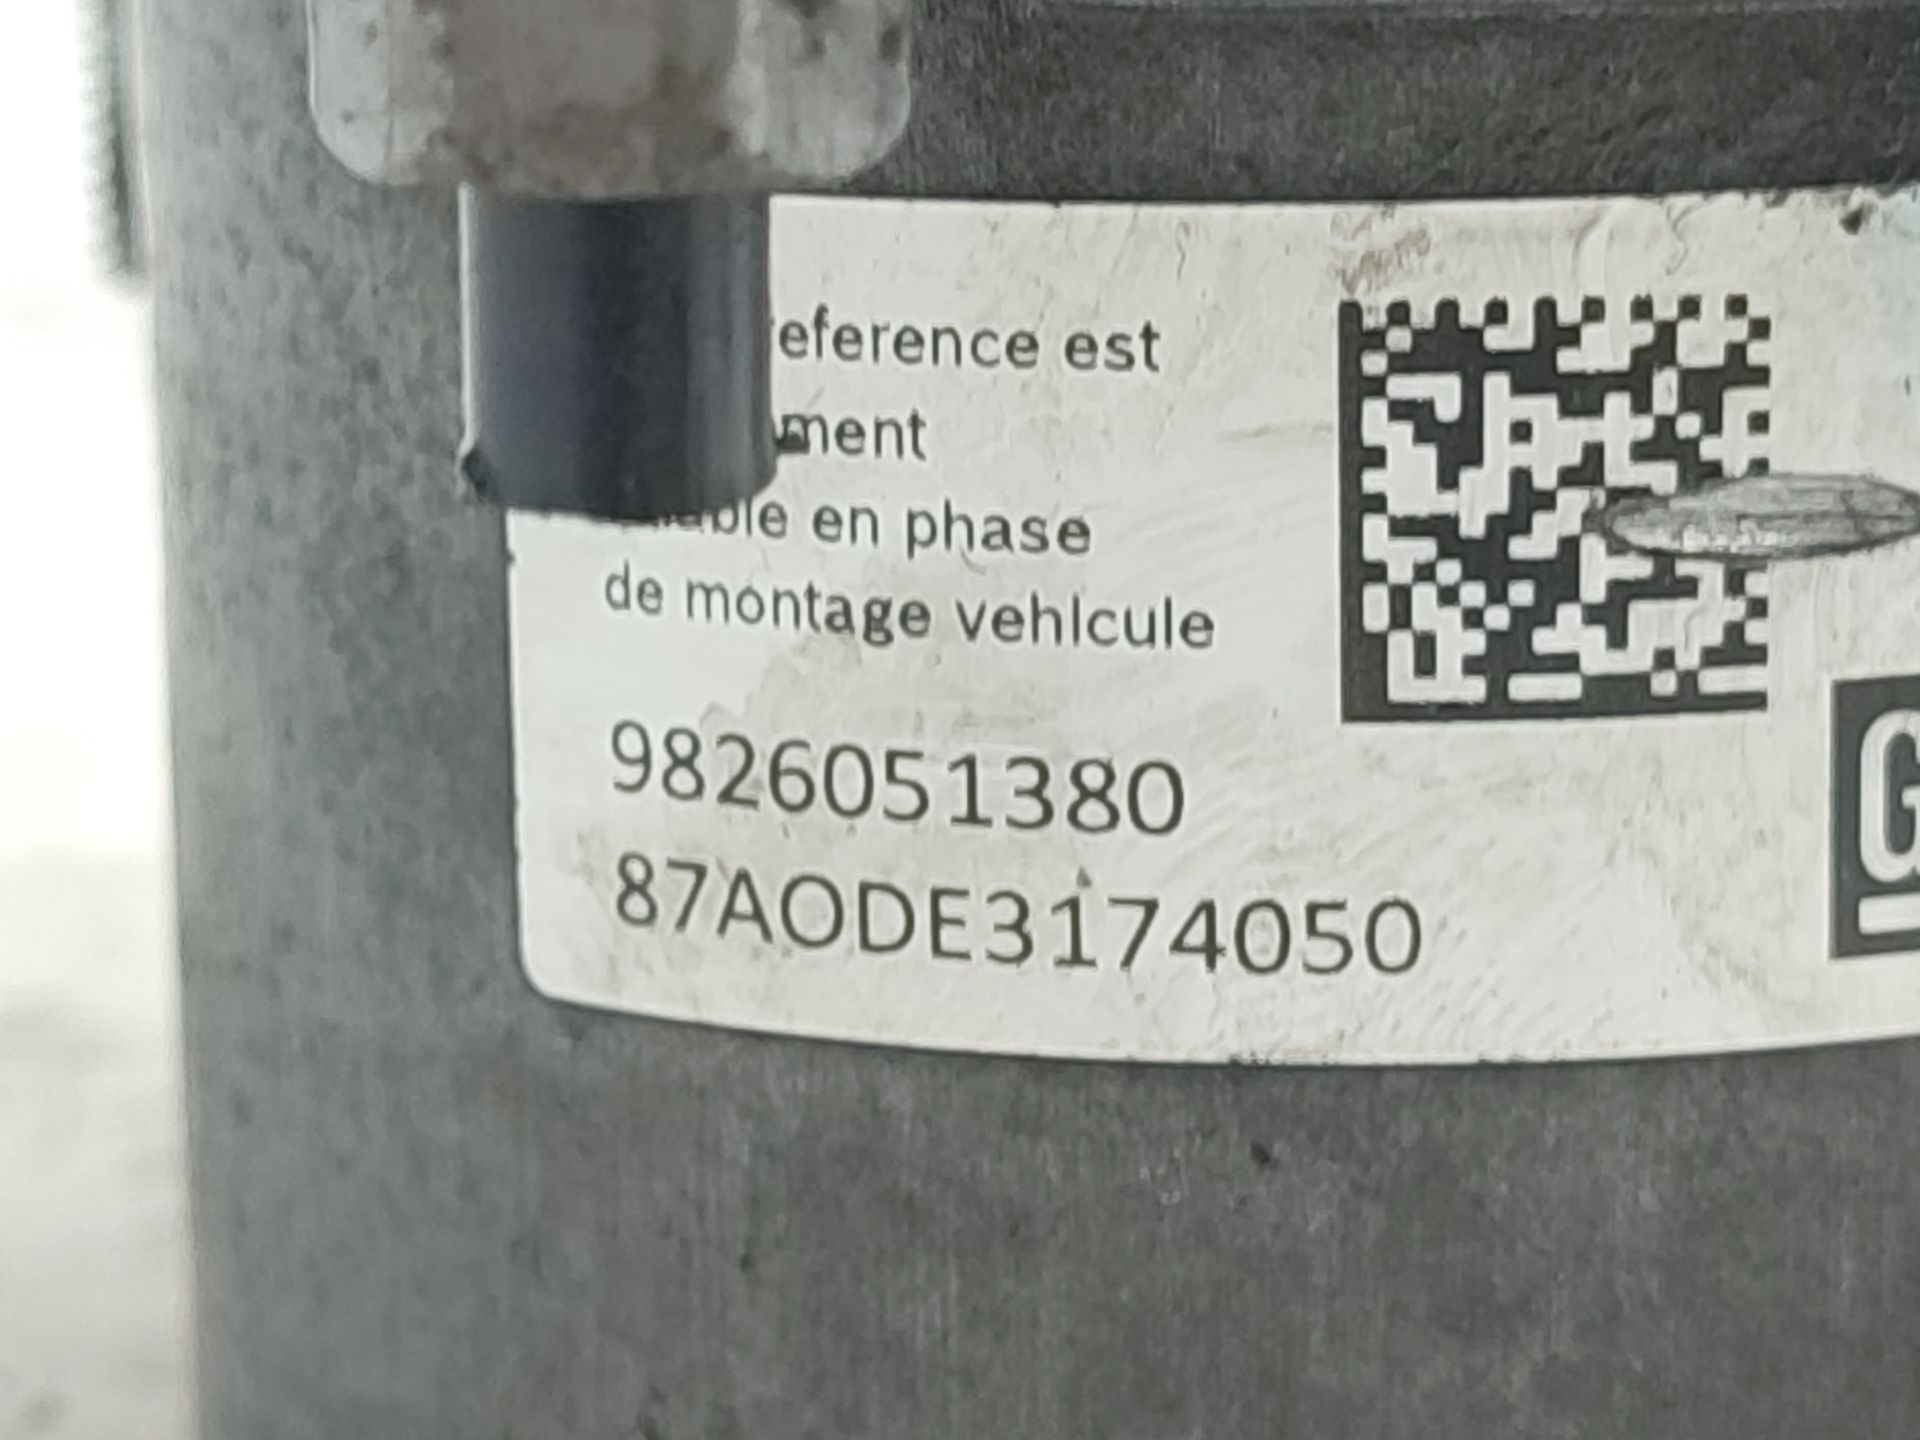 eference est
ment
en phase
de montage vehicule
9826051380
87AODE3174050
G